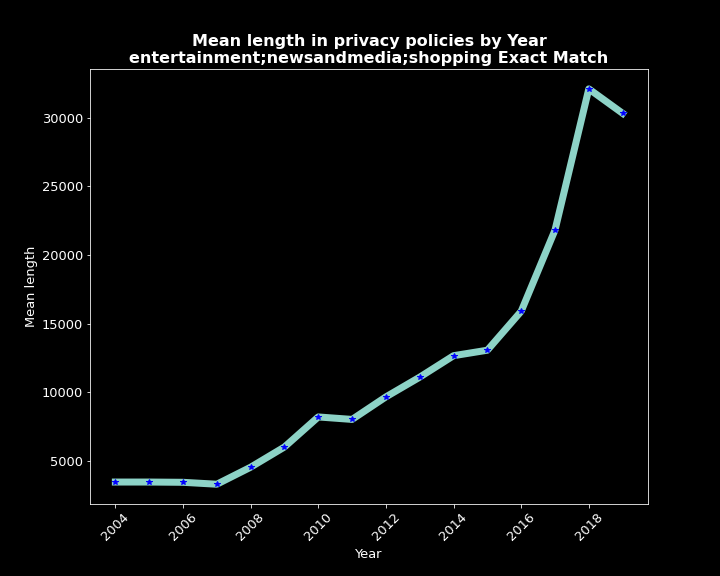 Mean length in privacy policies by Year
entertainment;newsandmedia;shopping Exact Match
30000
25000
20000
15000
10000
5000
Mean length
2004 2006 2008 2010 2012 2014 2016 2018
Year